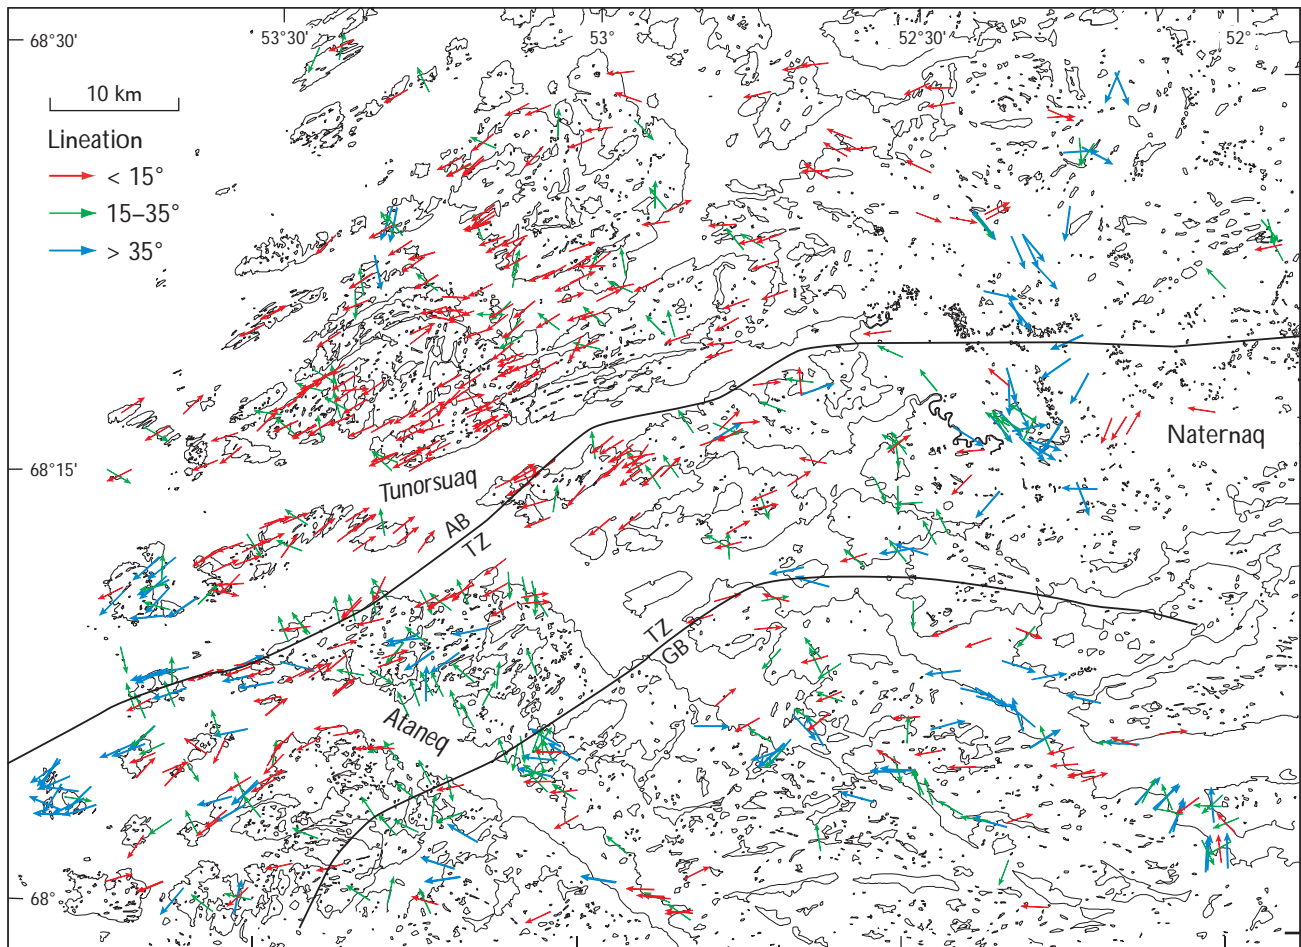 68°30'
53°30'
53°
52°30'
52°
10 km
Lineation
< 15°
15–35°
> 35°
Naternaq
68°15'
Tunorsuaq
AB
TZ
TZ
GB
Ataneq
68°